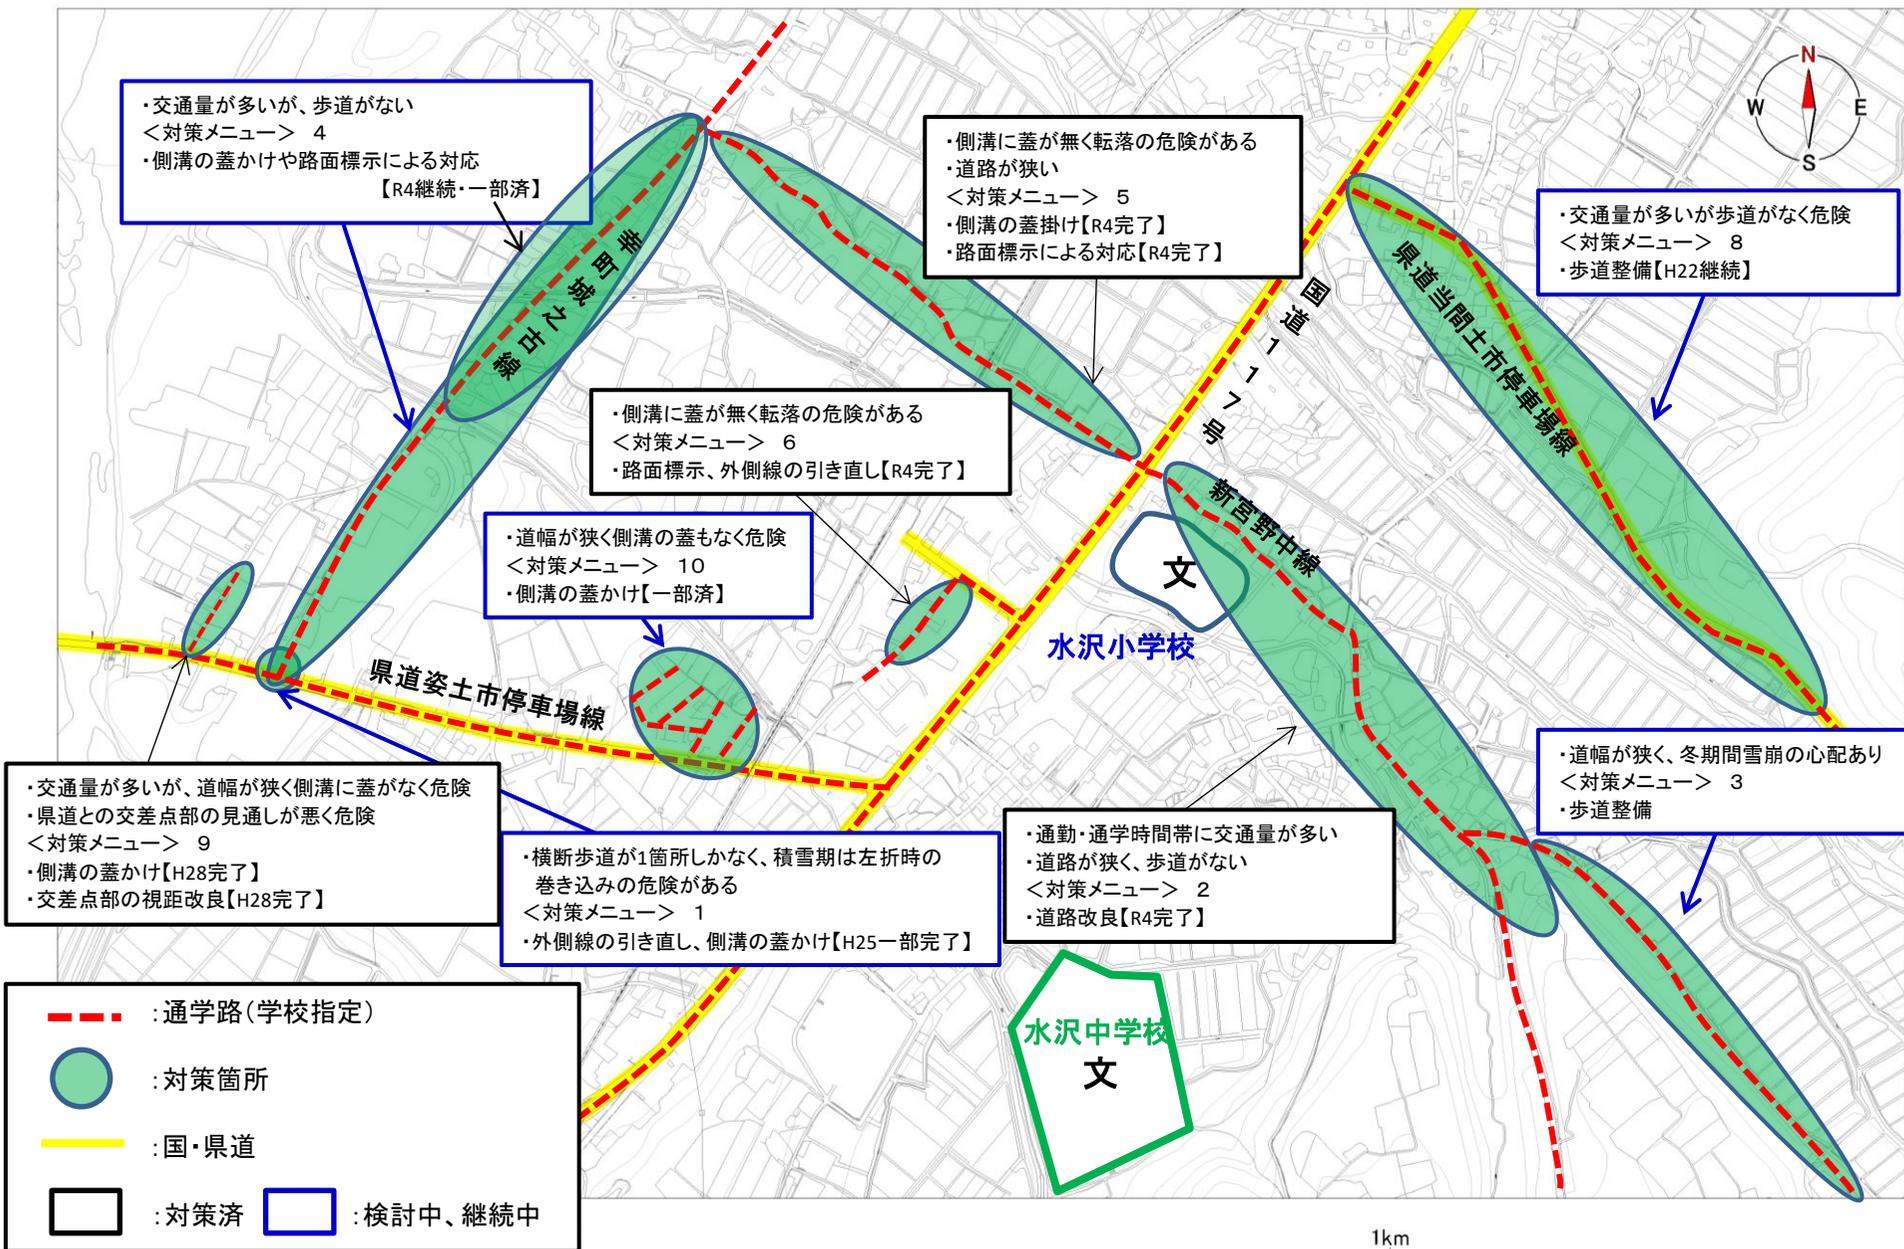 ・交通量が多いが、歩道がない
＜対策メニュー＞ 4
・側溝の蓋かけや路面標示による対応
【R4継続・一部済】
・側溝に蓋が無く転落の危険がある
・道路が狭い
＜対策メニュー＞ 5
・側溝の蓋掛け【R4完了】
・路面標示による対応【R4完了】
N
W E
S
・交通量が多いが歩道がなく危険
＜対策メニュー＞ 8
・歩道整備【H22継続】
幸町城之古線
国道117号
県道当間土市停車場線
・側溝に蓋が無く転落の危険がある
＜対策メニュー＞ 6
・路面標示、外側線の引き直し【R4完了】
新宮野中線
・道幅が狭く側溝の蓋もなく危険
＜対策メニュー＞ 10
・側溝の蓋かけ【一部済】
文
水沢小学校
県道姿土市停車場線
・交通量が多いが、道幅が狭く側溝に蓋がなく危険
・県道との交差点部の見通しが悪く危険
＜対策メニュー＞ 9
・側溝の蓋かけ【H28完了】
・交差点部の視距改良【H28完了】
・横断歩道が1箇所しかなく、積雪期は左折時の
巻き込みの危険がある
＜対策メニュー＞ 1
・外側線の引き直し、側溝の蓋かけ【H25一部完了】
・通勤・通学時間帯に交通量が多い
・道路が狭く、歩道がない
＜対策メニュー＞ 2
・道路改良【R4完了】
・道幅が狭く、冬期間雪崩の心配あり
＜対策メニュー＞ 3
・歩道整備
水沢中学校
文
：通学路（学校指定）
：対策箇所
：国・県道
：対策済 ：検討中、継続中
1km